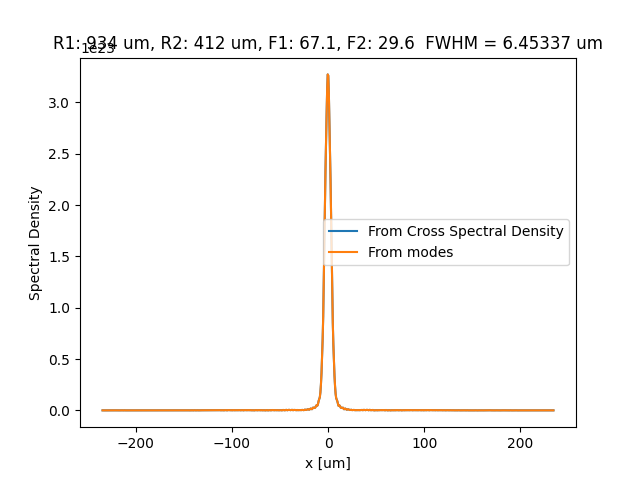 R1: 934 um, R2: 412 um, F1: 67.1, F2: 29.6  FWHM = 6.45337 um
1e23
3.0
2.5
2.0
1.5
1.0
0.5
0.0
Spectral Density
From Cross Spectral Density
From modes
−200
−100
0
100
200
x [um]